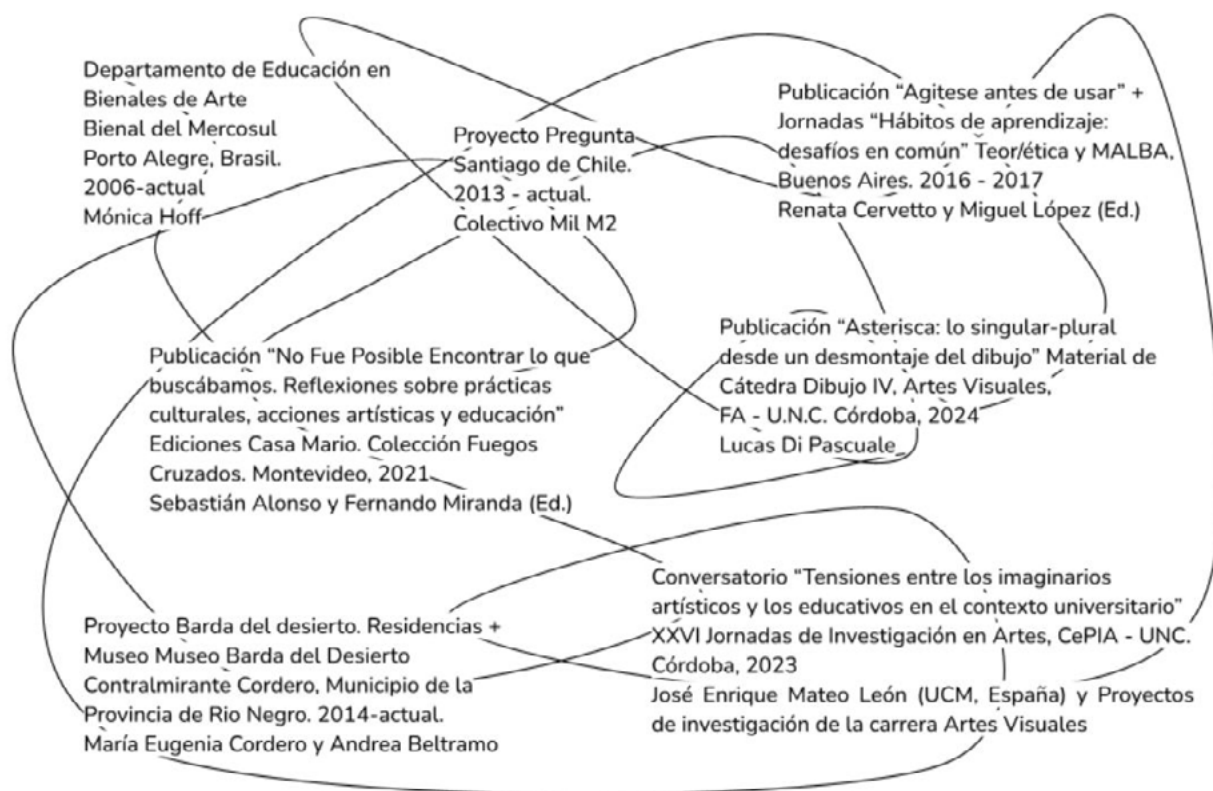 Departamento de Educación en
Bienales de Arte
Bienal del Mercosul
Porto Alegre, Brasil.
2006-actual
Mónica Hoff
Proyecto Pregunta
Santiago de Chile.
2013 - actual.
Colectivo Mil M2
Publicación “Agitese antes de usar” +
Jornadas “Hábitos de aprendizaje:
desafíos en común” Teor/ética y MALBA,
Buenos Aires. 2016 - 2017
Renata Cervetto y Miguel López (Ed.)
Publicación “No Fue Posible Encontrar lo que
buscábamos. Reflexiones sobre prácticas
culturales, acciones artísticas y educación”
Ediciones Casa Mario. Colección Fuegos
Cruzados. Montevideo, 2021
Sebastián Alonso y Fernando Miranda (Ed.)
Publicación “Asterisca: lo singular-plural
desde un desmontaje del dibujo” Material de
Cátedra Dibujo IV, Artes Visuales,
FA - U.N.C. Córdoba, 2024
Lucas Di Pascuale
Proyecto Barda del desierto. Residencias +
Museo Museo Barda del Desierto
Contralmirante Cordero, Municipio de la
Provincia de Rio Negro. 2014-actual.
María Eugenia Cordero y Andrea Beltramo
Conversatorio “Tensiones entre los imaginarios
artísticos y los educativos en el contexto universitario”
XXVI Jornadas de Investigación en Artes, CePIA - UNC.
Córdoba, 2023
José Enrique Mateo León (UCM, España) y Proyectos
de investigación de la carrera Artes Visuales